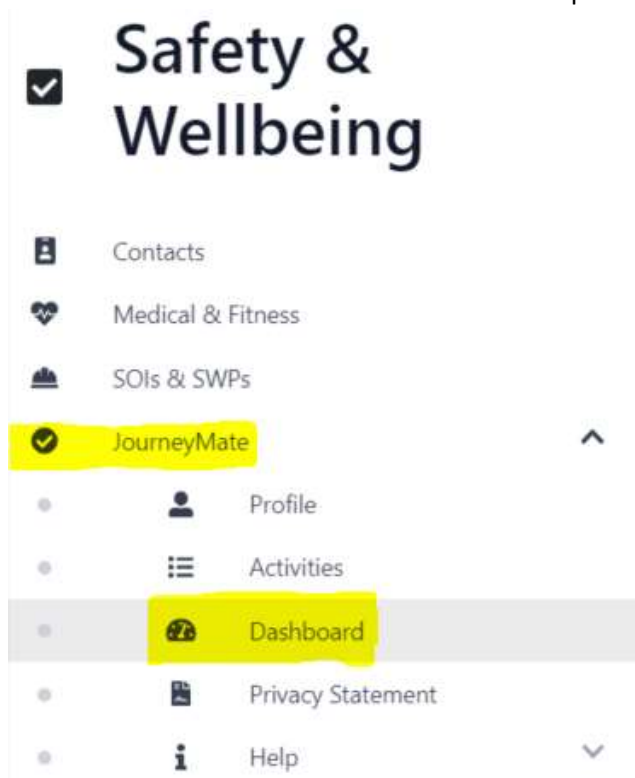 Safety &
Wellbeing
Contacts
Medical & Fitness
SOIs & SWPs
JourneyMate
Profile
Activities
Dashboard
Privacy Statement
Help